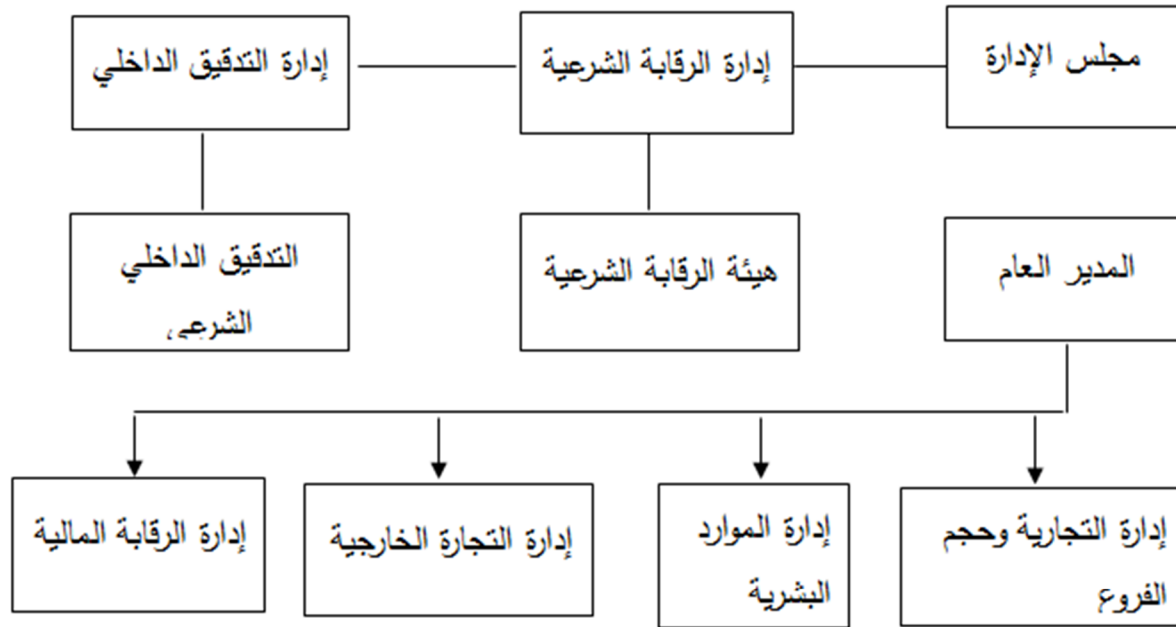 مجلس الإدارة
إدارة الرقابة الشرعية
إدارة التدقيق الداخلي
المدير العام
هيئة الرقابة الشرعية
التدقيق الداخلي
الشرعي
إدارة التجارية وحجم
الفروع
إدارة الموارد
البشرية
إدارة التجارة الخارجية
إدارة الرقابة المالية